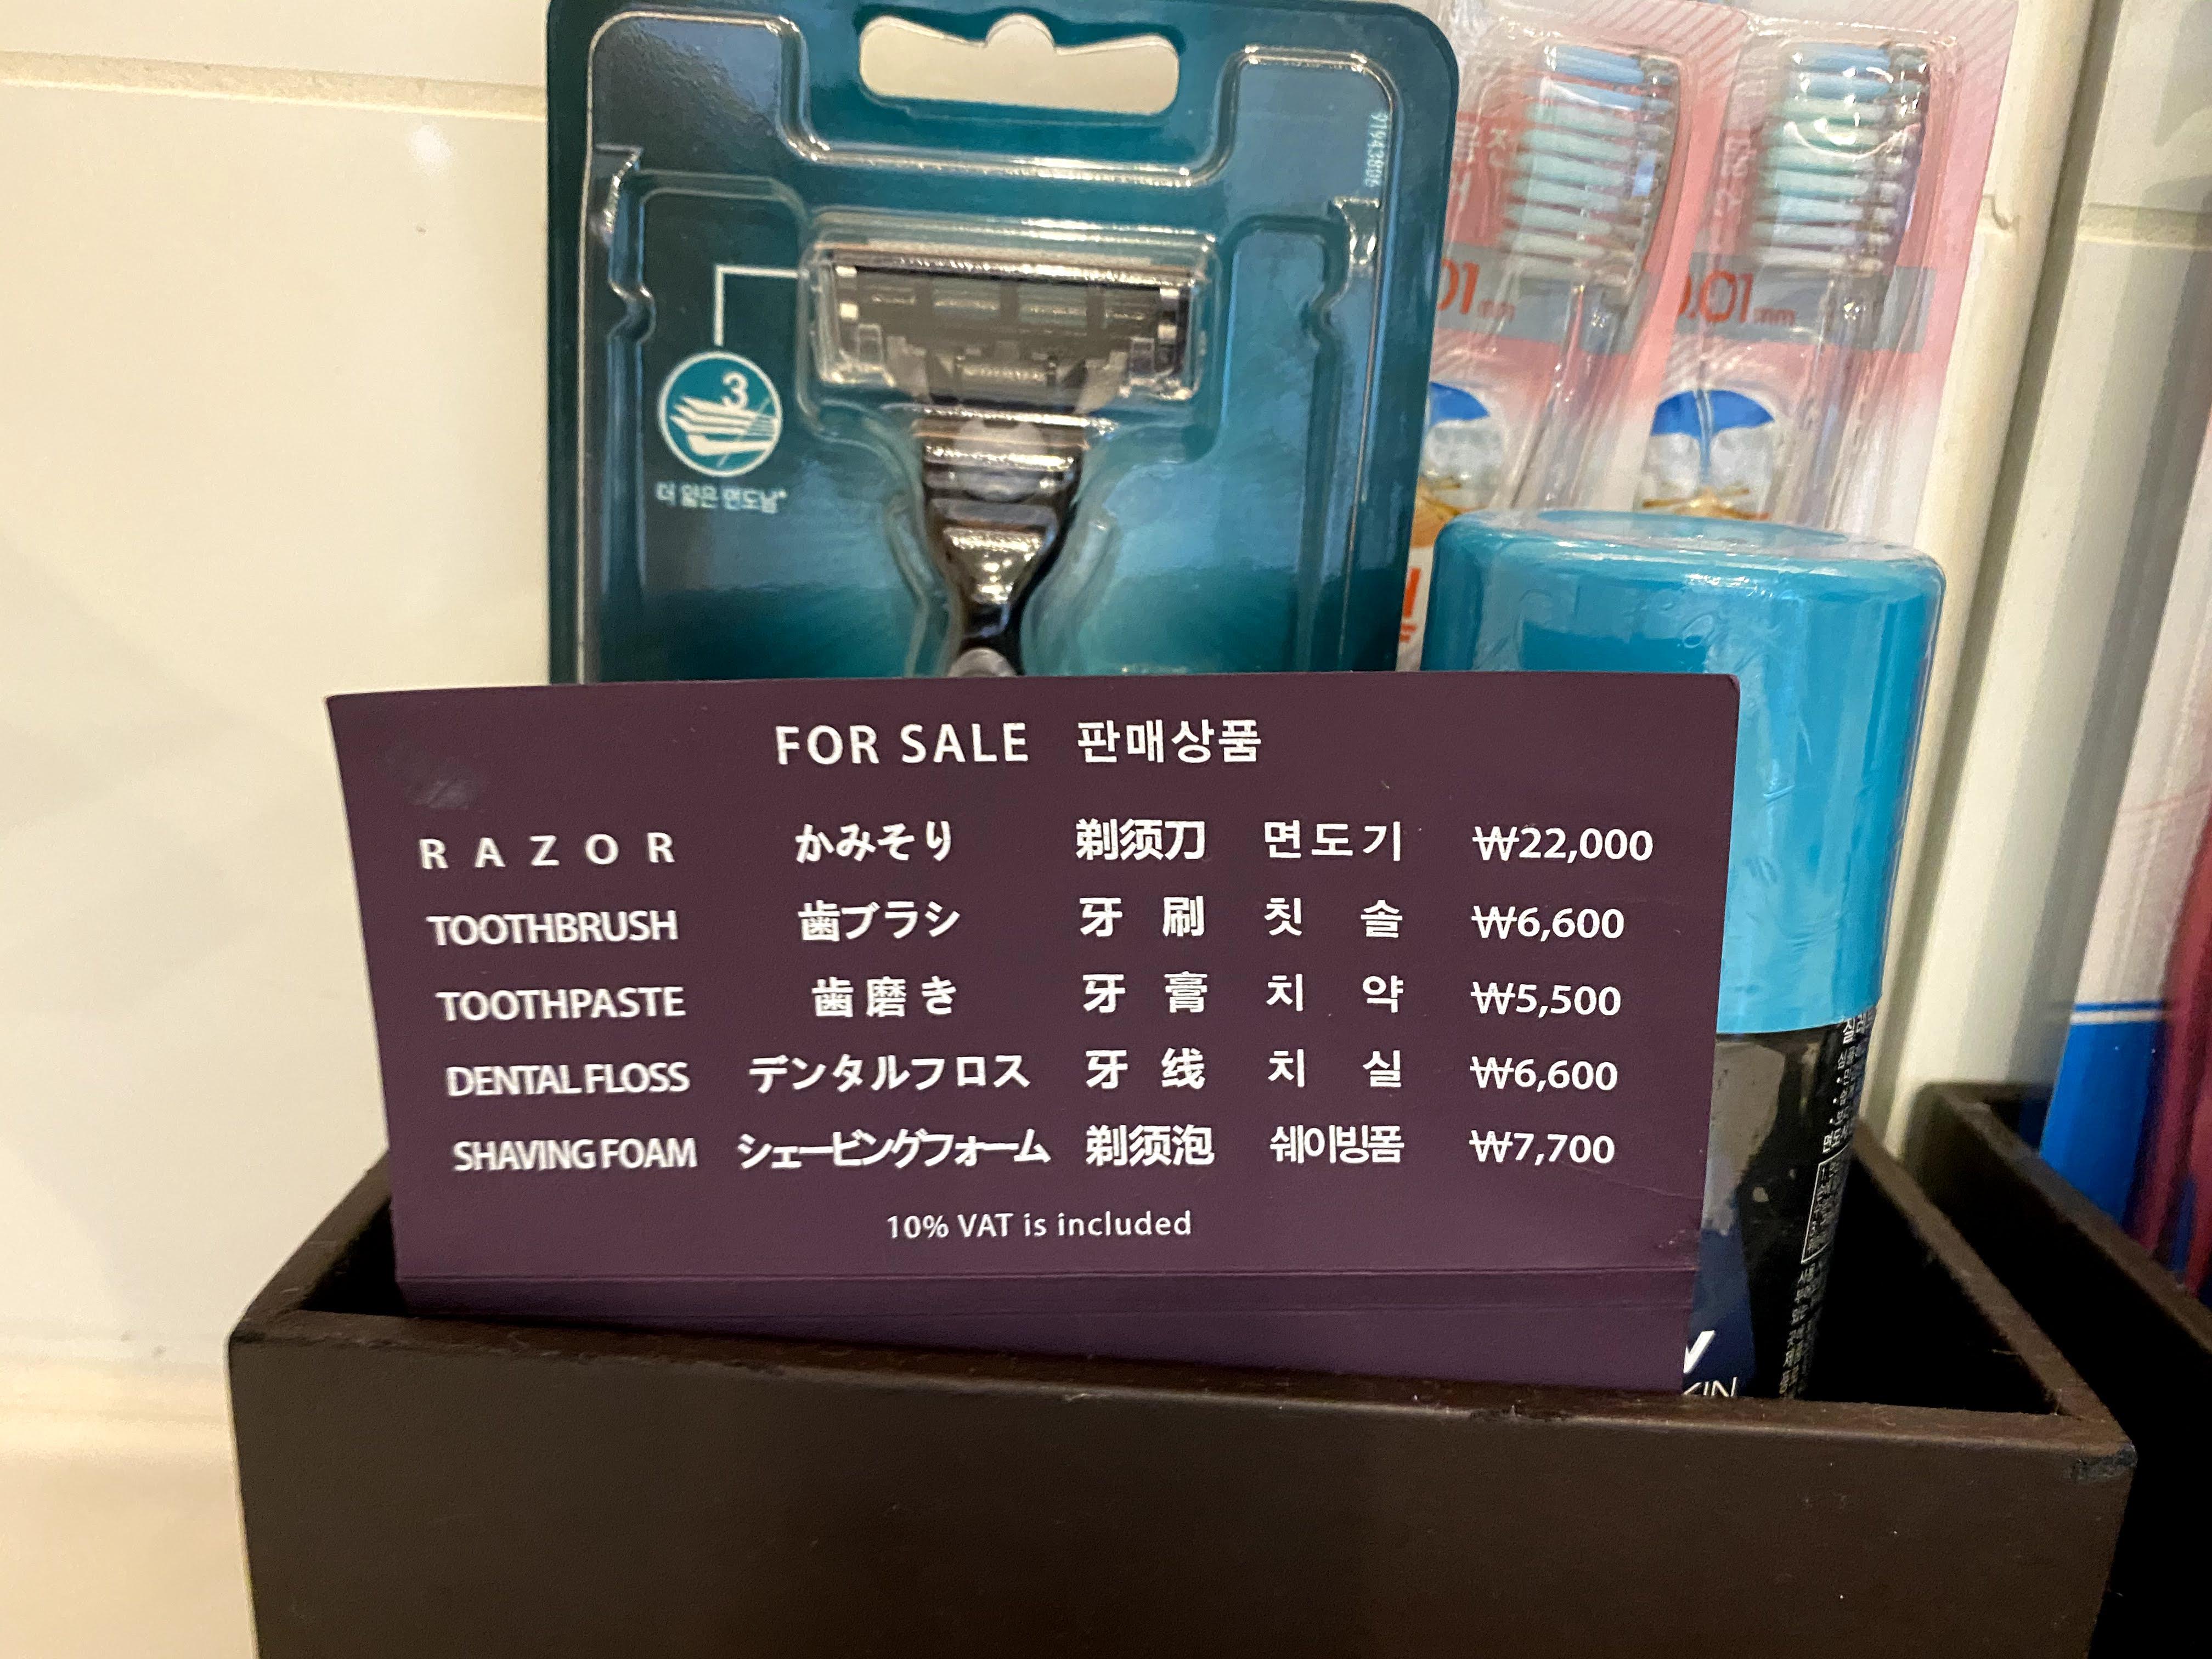 91943806
3
더 얇은 면도날*
0.01mm
FOR SALE 판매상품
RAZOR かみそり 剃须刀 면도기 ₩22,000
TOOTHBRUSH 歯ブラシ 牙刷 칫솔 ₩6,600
TOOTHPASTE 歯磨き 牙膏 치약 ₩5,500
DENTAL FLOSS デンタルフロス 牙线 치실 ₩6,600
SHAVING FOAM シェービングフォーム 剃须泡 쉐이빙폼 ₩7,700
10% VAT is included